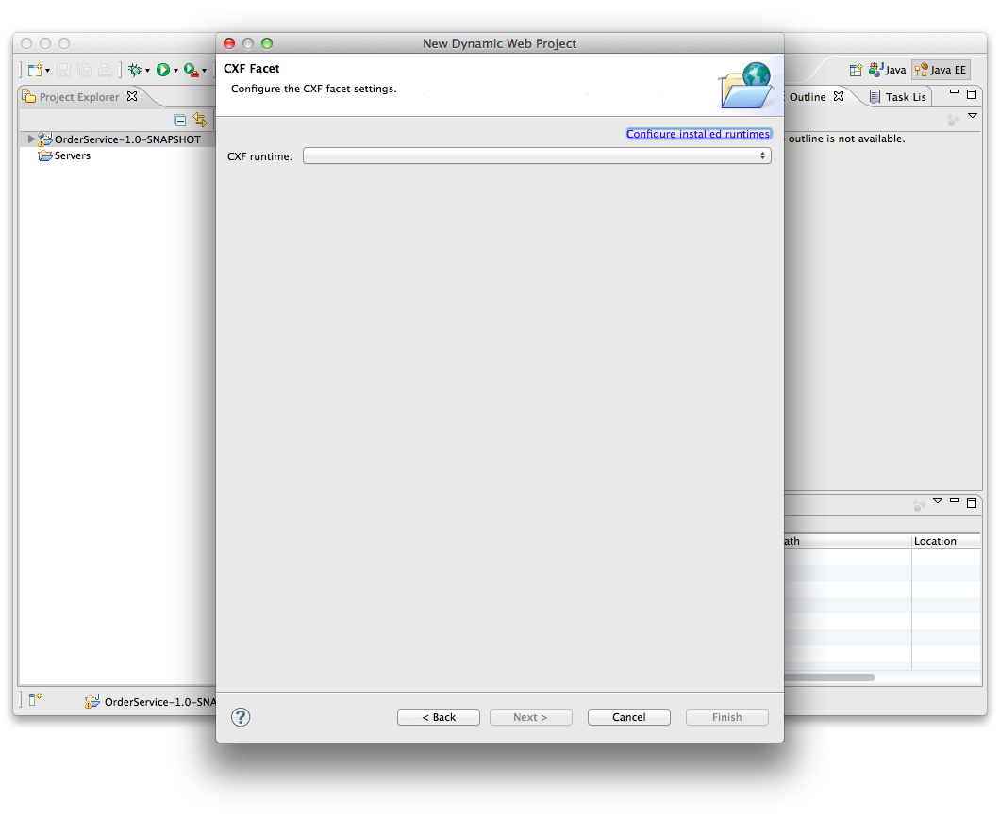 New Dynamic Web Project
CXF Facet
Configure the CXF facet settings.
Java
Java EE
Project Explorer
Outline
Task Lis
OrderService-1.0-SNAPSHOT
Servers
Configure installed runtimes
CXF runtime:
outline is not available.
ath
Location
OrderService-1.0-SNA
?
< Back
Next >
Cancel
Finish